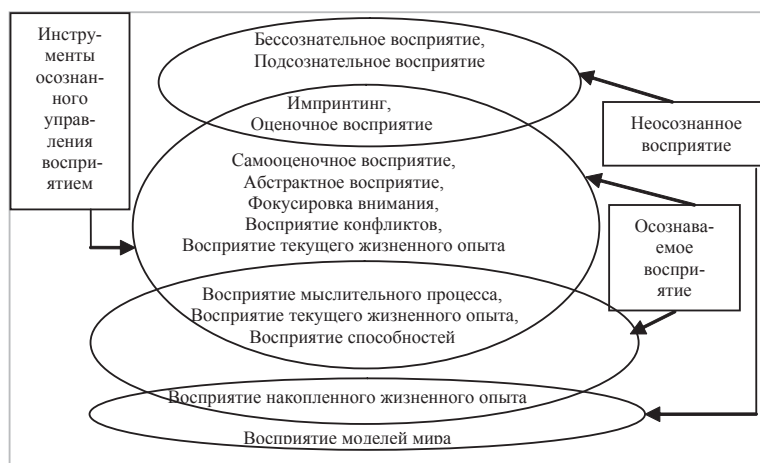 Инстру-
менты
осознан-
ного
управ-
ления
воспри-
ятием
Бессознательное восприятие,
Подсознательное восприятие
Импринтинг,
Оценочное восприятие
Неосознанное
восприятие
Самооценочное восприятие,
Абстрактное восприятие,
Фокусировка внимания,
Восприятие конфликтов,
Восприятие текущего жизненного опыта
Осознава-
емое
воспри-
ятие
Восприятие мыслительного процесса,
Восприятие текущего жизненного опыта,
Восприятие способностей
Восприятие накопленного жизненного опыта
Восприятие моделей мира